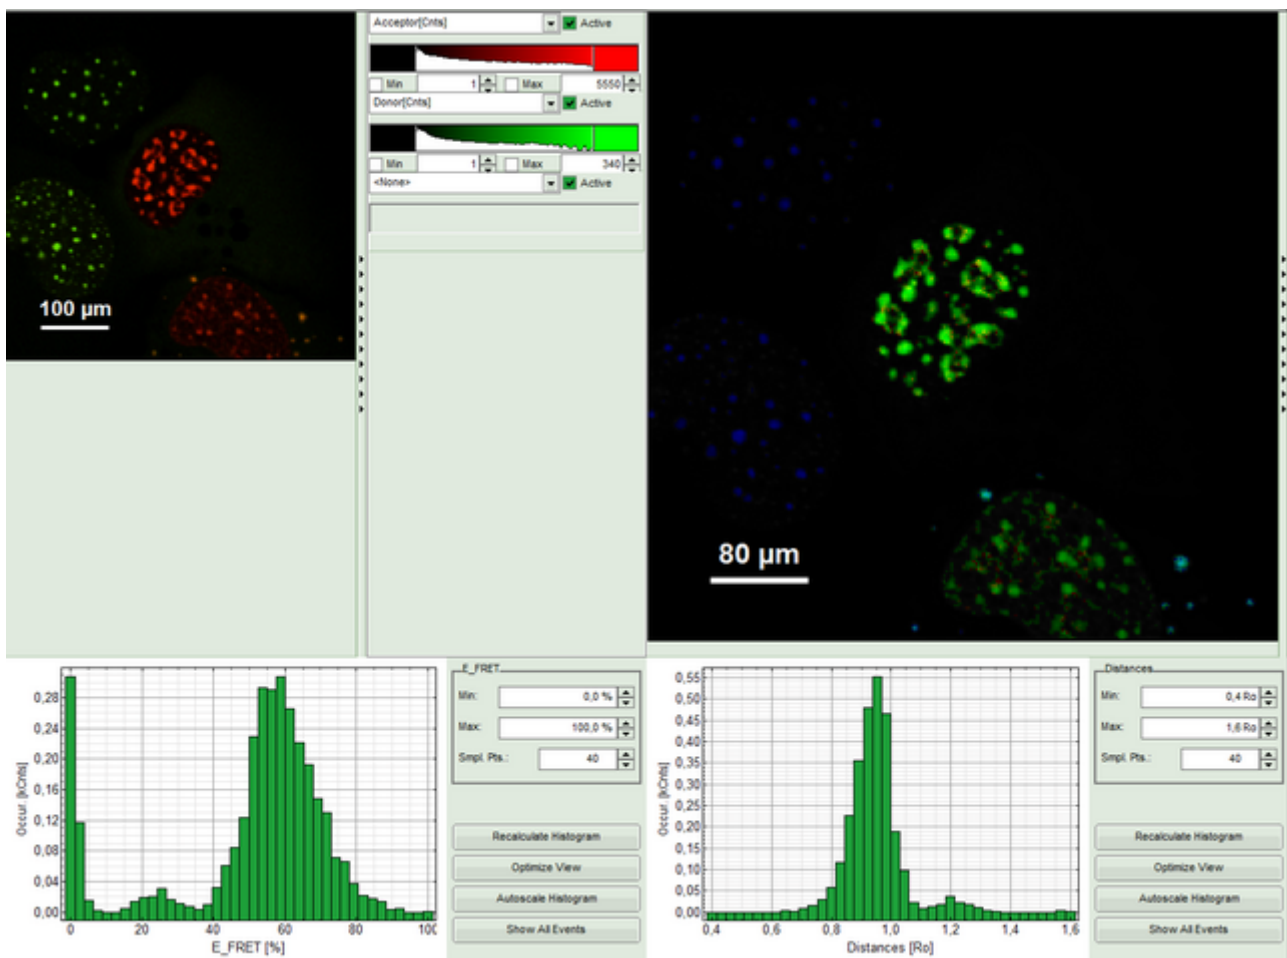 Acceptor[Cnts]
Active
Min 1 Max 5550
Donor[Cnts]
Active
Min 1 Max 340
<None>
Active
100 µm
80 µm
E_FRET
Min: 0,0 %
Max: 100,0 %
Smpl. Pts.: 40
Recalculate Histogram
Optimize View
Autoscale Histogram
Show All Events
Occur. [kCnts]
0,28
0,24
0,20
0,16
0,12
0,08
0,04
0,00
0 20 40 60 80 100
E_FRET [%]
Distances
Min: 0,4 Ro
Max: 1,6 Ro
Smpl. Pts.: 40
Recalculate Histogram
Optimize View
Autoscale Histogram
Show All Events
Occur. [kCnts]
0,55
0,50
0,45
0,40
0,35
0,30
0,25
0,20
0,15
0,10
0,05
0,00
0,4 0,6 0,8 1,0 1,2 1,4 1,6
Distances [Ro]